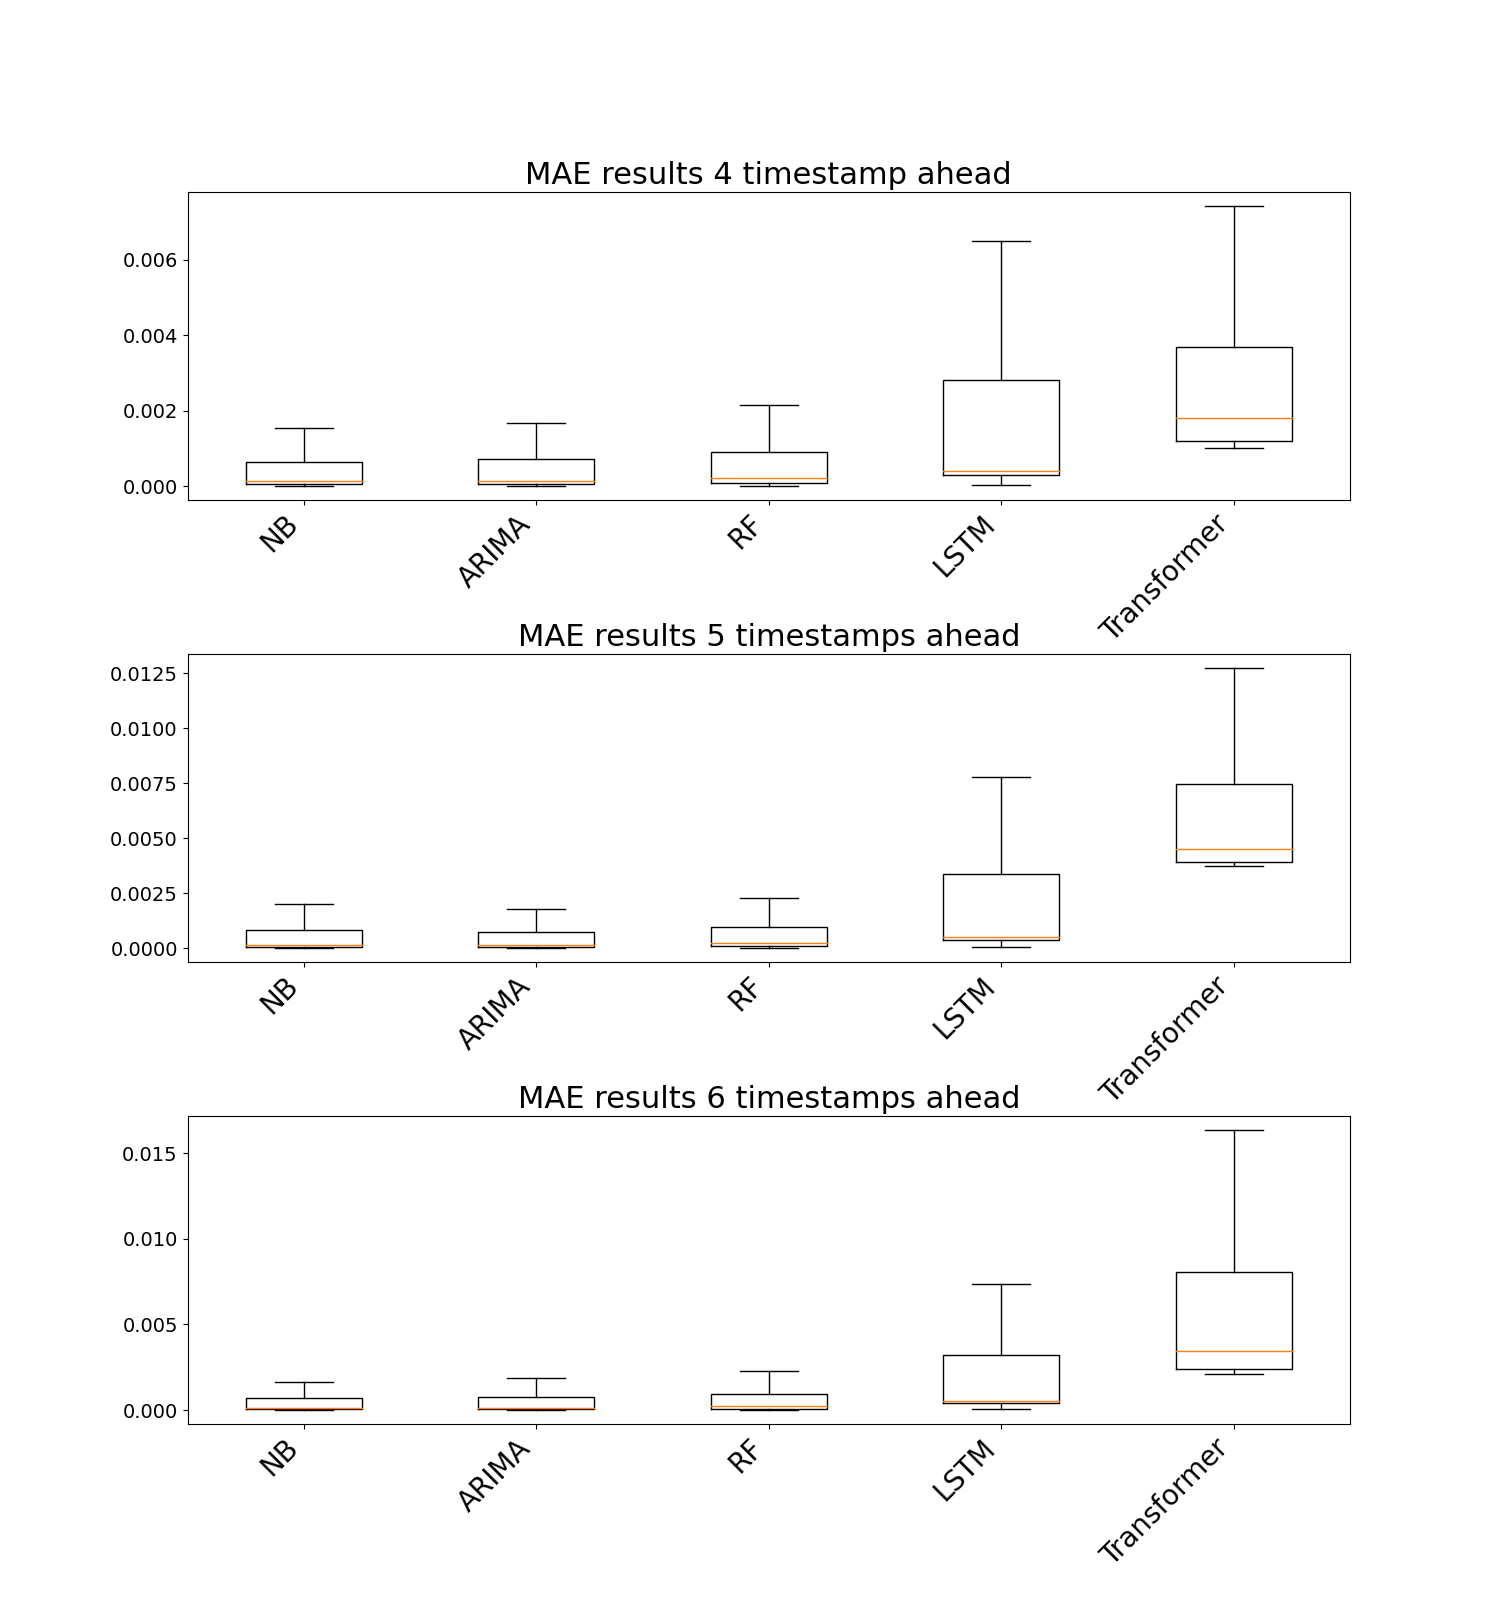 MAE results 4 timestamp ahead
0.006
0.004
0.002
0.000
NB ARIMA RF LSTM Transformer
MAE results 5 timestamps ahead
0.0125
0.0100
0.0075
0.0050
0.0025
0.0000
NB ARIMA RF LSTM Transformer
MAE results 6 timestamps ahead
0.015
0.010
0.005
0.000
NB ARIMA RF LSTM Transformer